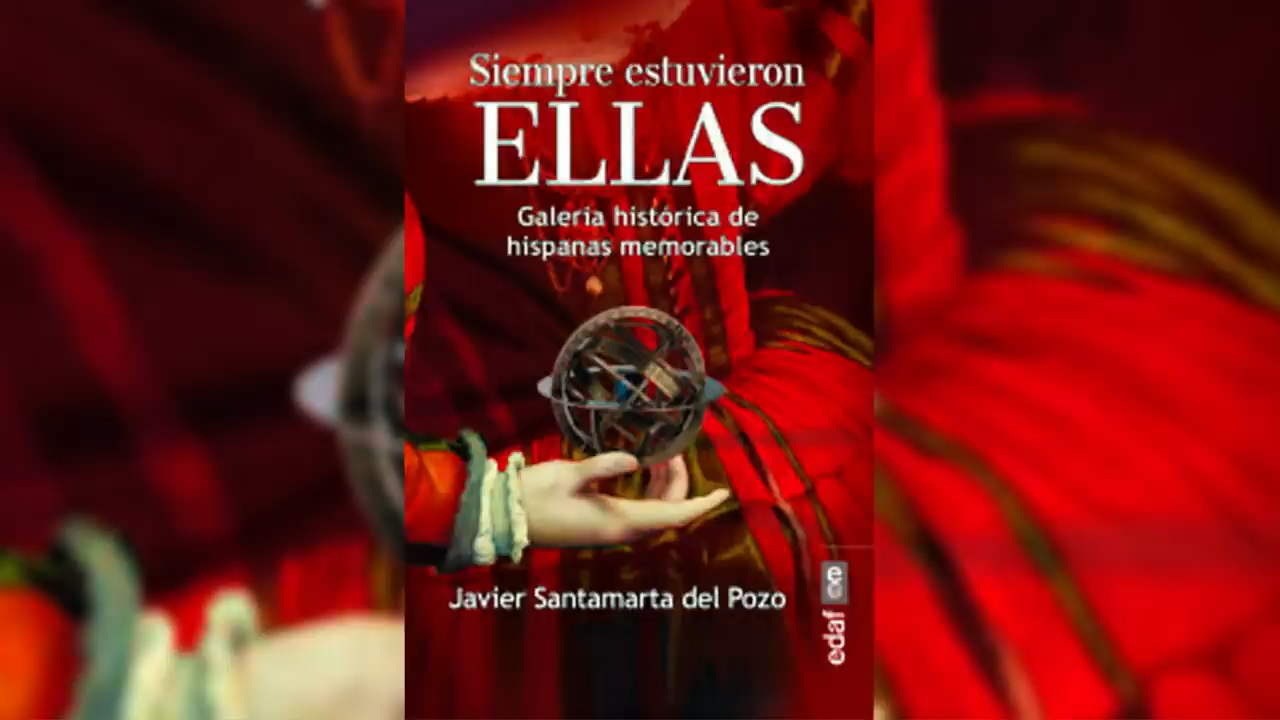 Siempre estuvieron
ELLAS
Galería histórica de
hispanas memorables
Javier Santamarta del Pozo
edaf